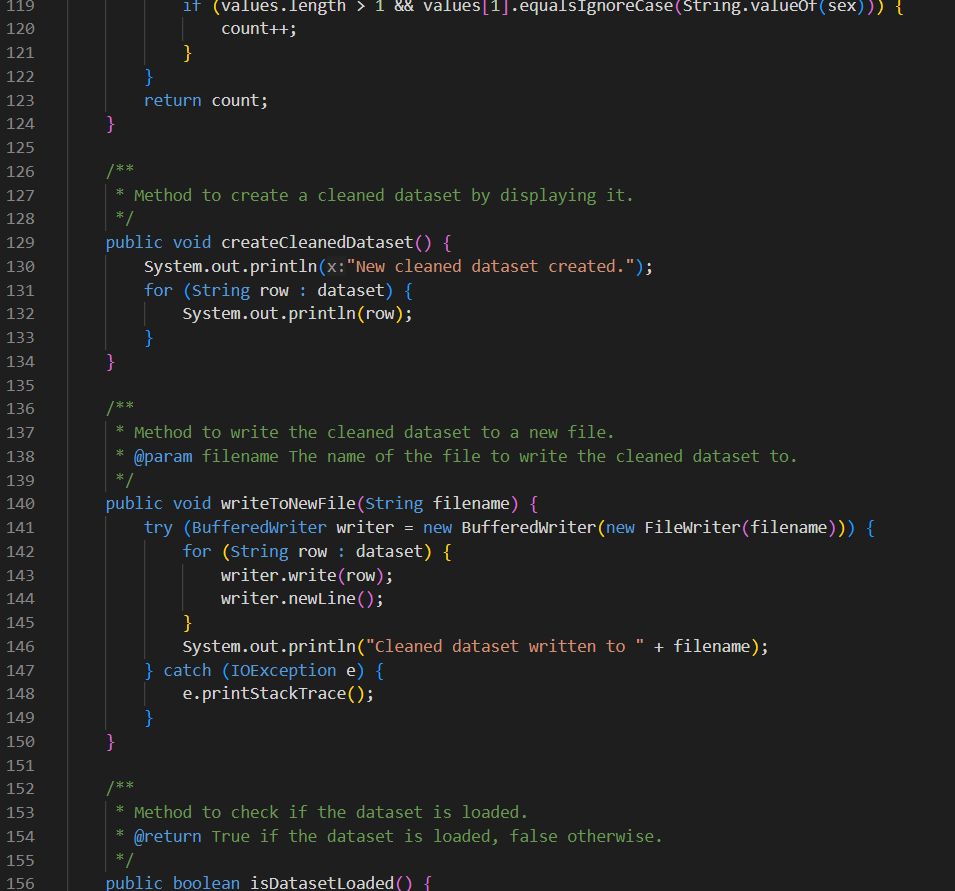 119 if (values.length > 1 && values[1].equalsIgnoreCase(String.valueOf(sex))) {
120 count++;
121 }
122 }
123 return count;
124 }
125
126 /**
127 * Method to create a cleaned dataset by displaying it.
128 */
129 public void createCleanedDataset() {
130 System.out.println(x:"New cleaned dataset created.");
131 for (String row : dataset) {
132 System.out.println(row);
133 }
134 }
135
136 /**
137 * Method to write the cleaned dataset to a new file.
138 * @param filename The name of the file to write the cleaned dataset to.
139 */
140 public void writeToNewFile(String filename) {
141 try (BufferedWriter writer = new BufferedWriter(new FileWriter(filename))) {
142 for (String row : dataset) {
143 writer.write(row);
144 writer.newLine();
145 }
146 System.out.println("Cleaned dataset written to " + filename);
147 } catch (IOException e) {
148 e.printStackTrace();
149 }
150 }
151
152 /**
153 * Method to check if the dataset is loaded.
154 * @return True if the dataset is loaded, false otherwise.
155 */
156 public boolean isDatasetLoaded() {